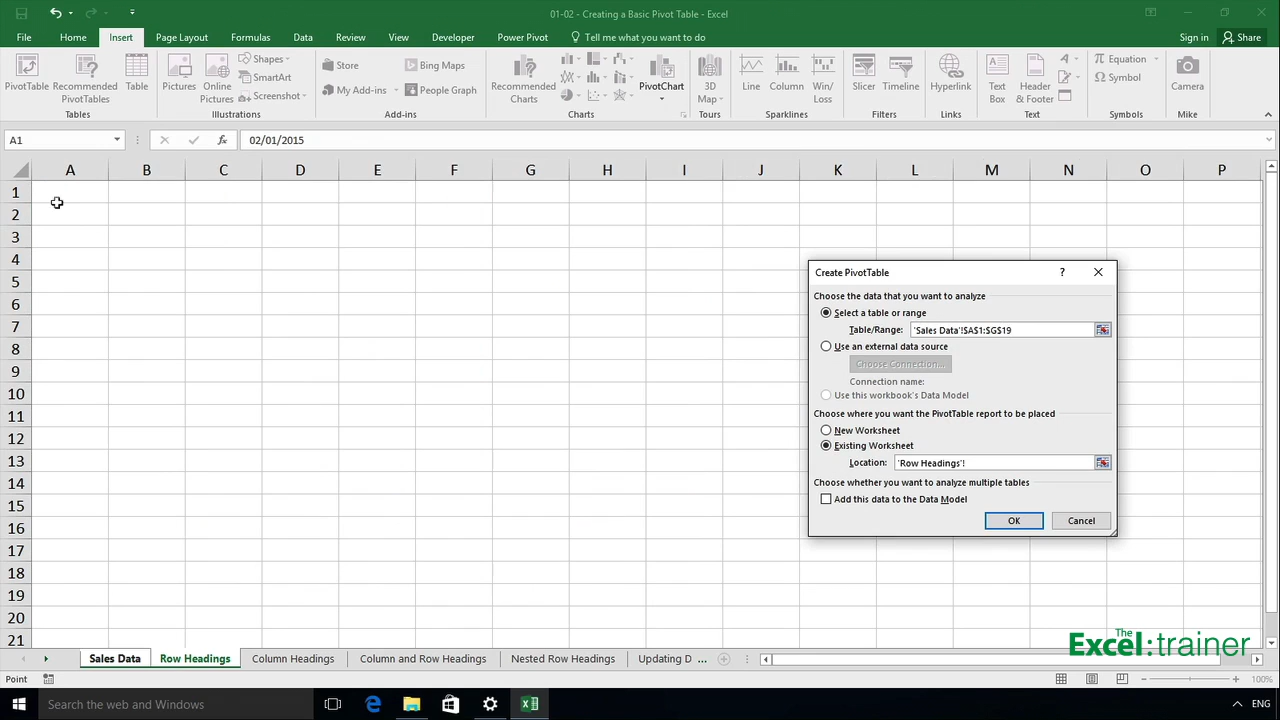 01-02 - Creating a Basic Pivot Table - Excel
File Home Insert Page Layout Formulas Data Review View Developer Power Pivot Tell me what you want to do Sign in Share
PivotTable Recommended PivotTables Table Pictures Online Pictures Shapes SmartArt Screenshot Store My Add-ins Bing Maps People Graph Recommended Charts PivotChart 3D Map Line Column Win/Loss Slicer Timeline Hyperlink Text Box Header & Footer Equation Symbol Camera
Tables Illustrations Add-ins Charts Tours Sparklines Filters Links Text Symbols Mike
A1 fx 02/01/2015
A B C D E F G H I J K L M N O P
1
2
3
4
5
6
7
8
9
10
11
12
13
14
15
16
17
18
19
20
21
Create PivotTable ?
Choose the data that you want to analyze
Select a table or range
Table/Range: 'Sales Data'!$A$1:$G$19
Use an external data source
Choose Connection...
Connection name:
Use this workbook's Data Model
Choose where you want the PivotTable report to be placed
New Worksheet
Existing Worksheet
Location: 'Row Headings'!
Choose whether you want to analyze multiple tables
Add this data to the Data Model
OK Cancel
The
Excel:trainer
Sales Data Row Headings Column Headings Column and Row Headings Nested Row Headings Updating D ...
Point 100%
Search the web and Windows ENG